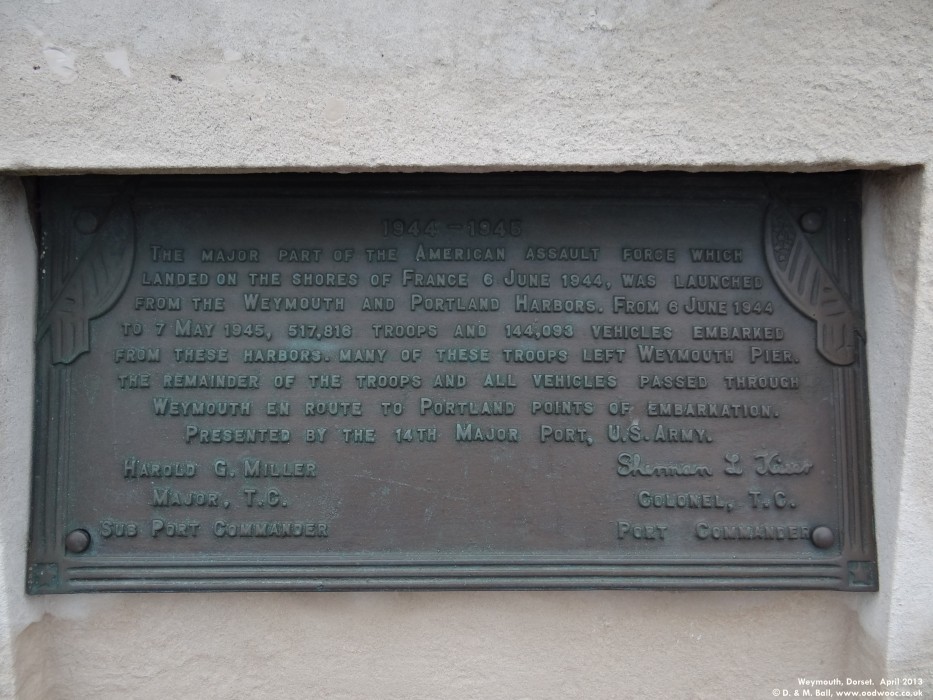 1944 – 1945
THE MAJOR PART OF THE AMERICAN ASSAULT FORCE WHICH
LANDED ON THE SHORES OF FRANCE 6 JUNE 1944, WAS LAUNCHED
FROM THE WEYMOUTH AND PORTLAND HARBORS. FROM 6 JUNE 1944
TO 7 MAY 1945, 517,816 TROOPS AND 144,093 VEHICLES EMBARKED
FROM THESE HARBORS. MANY OF THESE TROOPS LEFT WEYMOUTH PIER.
THE REMAINDER OF THE TROOPS AND ALL VEHICLES PASSED THROUGH
WEYMOUTH EN ROUTE TO PORTLAND POINTS OF EMBARKATION.
PRESENTED BY THE 14TH MAJOR PORT, U.S. ARMY.
HAROLD G. MILLER
MAJOR, T.C.
SUB PORT COMMANDER
Sherman L
COLONEL, T.C.
PORT COMMANDER
Weymouth, Dorset. April 2013
© D. & M. Ball, www.oodwooc.co.uk